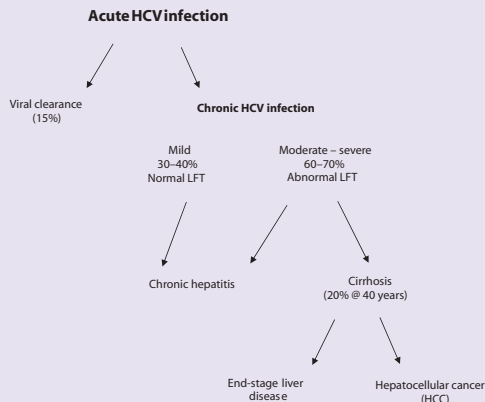 Acute HCV infection
Viral clearance
(15%)
Chronic HCV infection
Mild
30–40%
Normal LFT
Moderate – severe
60–70%
Abnormal LFT
Chronic hepatitis
Cirrhosis
(20% @ 40 years)
End-stage liver
disease
Hepatocellular cancer
(HCC)